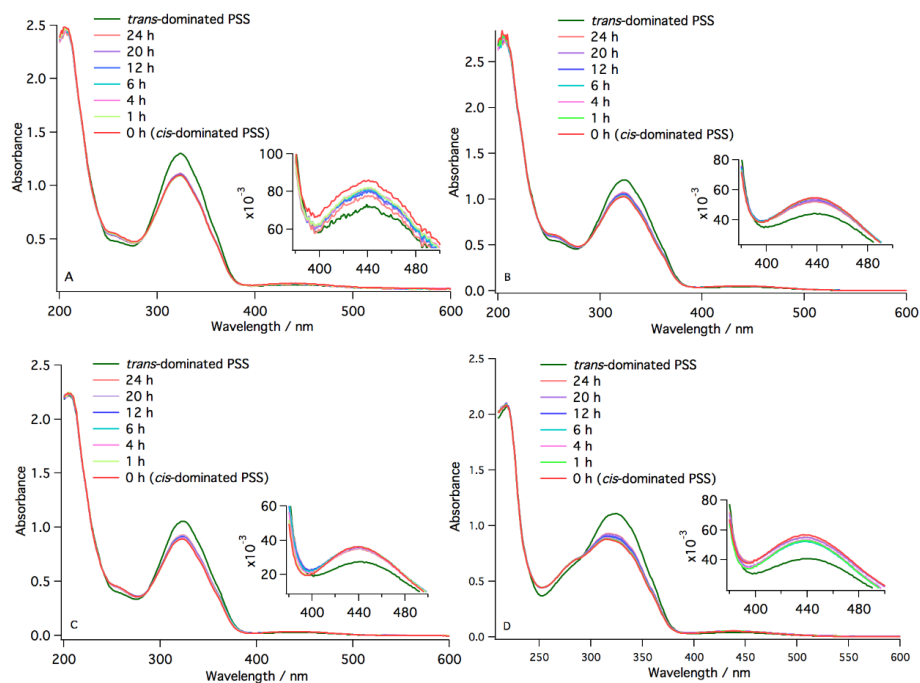 trans-dominated PSS
24 h
20 h
12 h
6 h
4 h
1 h
0 h (cis-dominated PSS)
2.5
2.0
1.5
1.0
0.5
Absorbance
100
80
60
x10⁻³
400
440
480
A
200
300
400
500
600
Wavelength / nm
trans-dominated PSS
24 h
20 h
12 h
6 h
4 h
1 h
0 h (cis-dominated PSS)
2.5
2.0
1.5
1.0
0.5
0.0
Absorbance
80
60
40
x10⁻³
400
440
480
B
200
300
400
500
600
Wavelength / nm
trans-dominated PSS
24 h
20 h
12 h
6 h
4 h
1 h
0 h (cis-dominated PSS)
2.5
2.0
1.5
1.0
0.5
0.0
Absorbance
60
40
20
x10⁻³
400
440
480
C
200
300
400
500
600
Wavelength / nm
trans-dominated PSS
24 h
20 h
12 h
6 h
4 h
1 h
0 h (cis-dominated PSS)
2.5
2.0
1.5
1.0
0.5
0.0
Absorbance
80
60
40
x10⁻³
400
440
480
D
250
300
350
400
450
500
550
600
Wavelength / nm